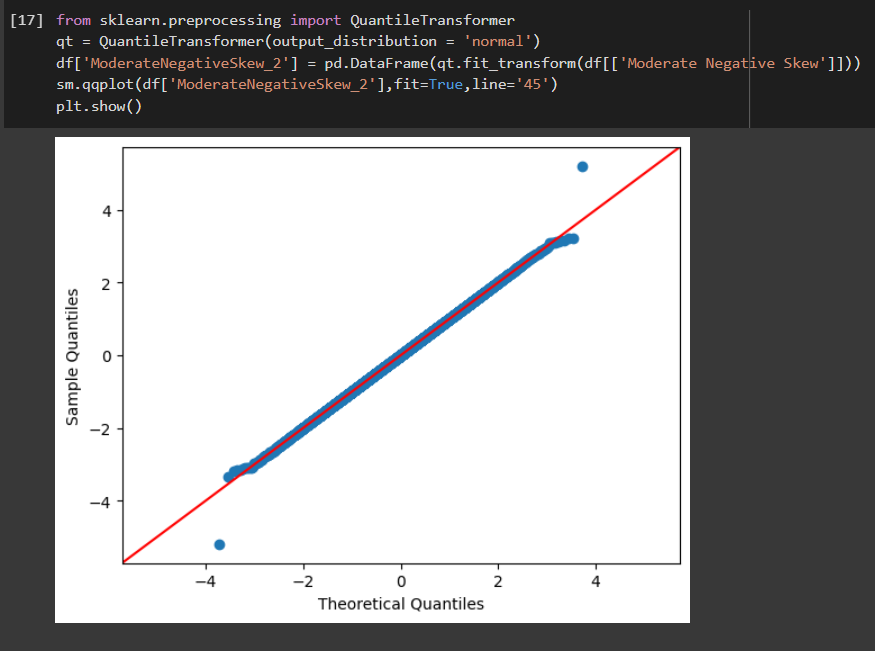 [17] from sklearn.preprocessing import QuantileTransformer
qt = QuantileTransformer(output_distribution = 'normal')
df['ModerateNegativeSkew_2'] = pd.DataFrame(qt.fit_transform(df[['Moderate Negative Skew']]))
sm.qqplot(df['ModerateNegativeSkew_2'],fit=True,line='45')
plt.show()
4
2
0
−2
−4
Sample Quantiles
−4 −2 0 2 4
Theoretical Quantiles